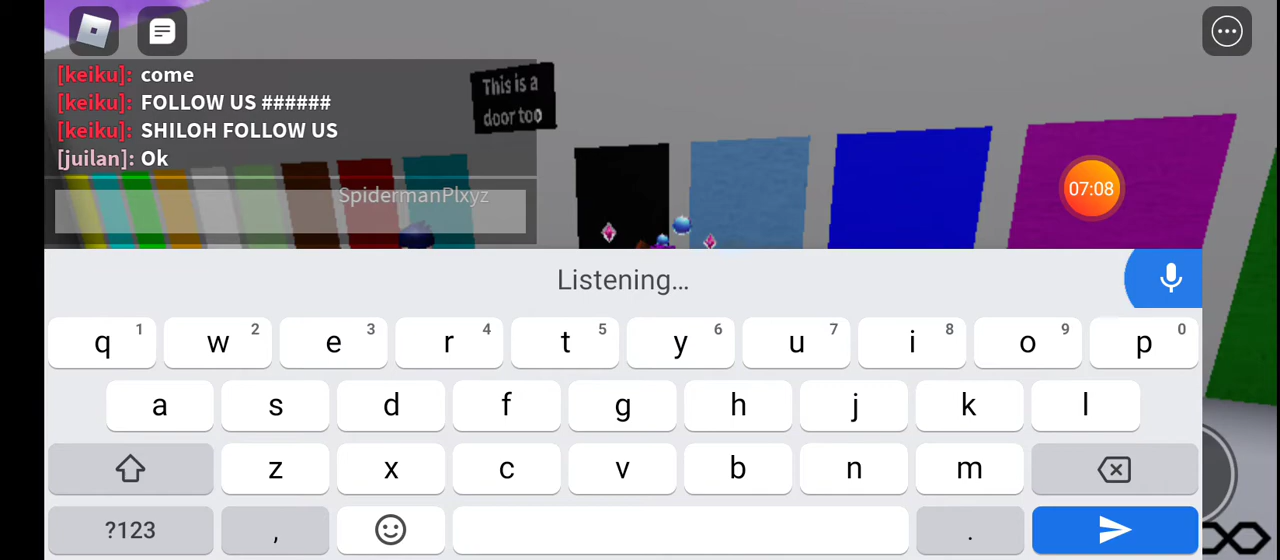 [keiku]: come
[keiku]: FOLLOW US ######
[keiku]: SHILOH FOLLOW US
[juilan]: Ok
This is a
door too
SpidermanPlxyz
07:08
Listening...
q 1 w 2 e 3 r 4 t 5 y 6 u 7 i 8 o 9 p 0
a s d f g h j k l
z x c v b n m
?123 , .